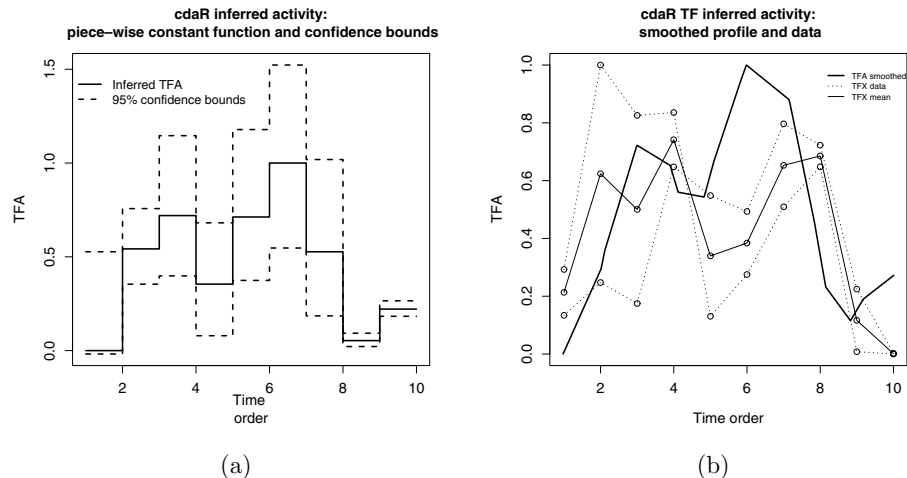 cdaR inferred activity:
piece–wise constant function and confidence bounds
Inferred TFA
95% confidence bounds
TFA
0.0
0.5
1.0
1.5
2
4
6
8
10
Time
order
(a)
cdaR TF inferred activity:
smoothed profile and data
TFA smoothed
TFX data
TFX mean
TFA
0.0
0.2
0.4
0.6
0.8
1.0
2
4
6
8
10
Time order
(b)